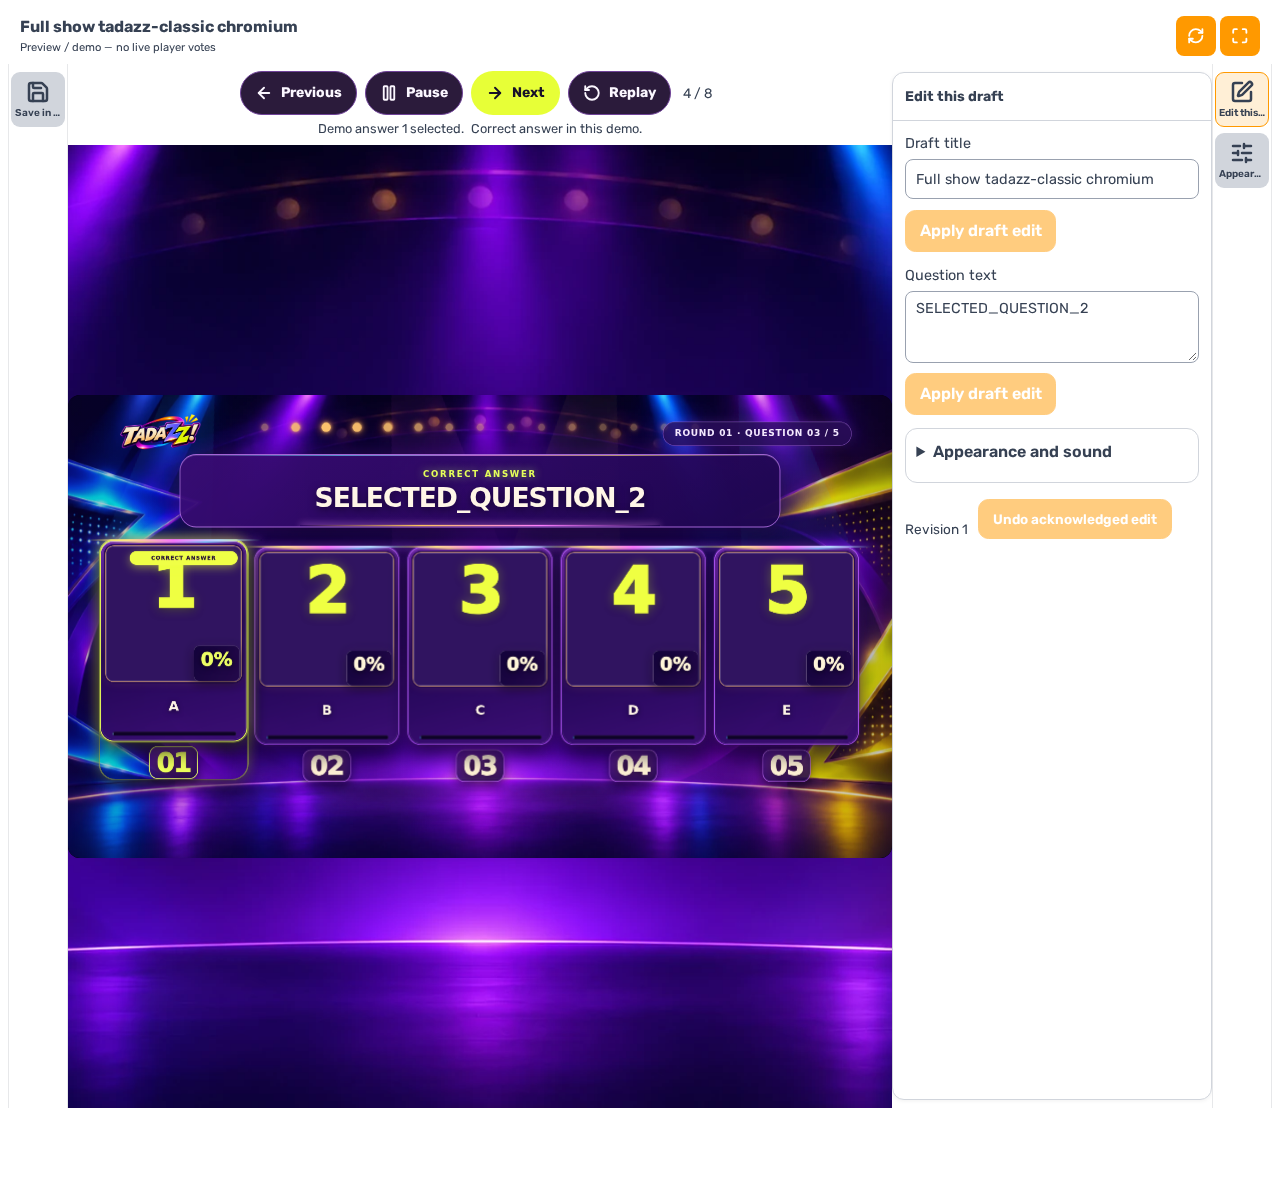 Full show tadazz-classic chromium
Preview / demo — no live player votes
Save in ...
Previous
Pause
Next
Replay
4 / 8
Demo answer 1 selected. Correct answer in this demo.
TADAZZ!
ROUND 01 · QUESTION 03 / 5
CORRECT ANSWER
SELECTED_QUESTION_2
CORRECT ANSWER
1
2
3
4
5
0%
0%
0%
0%
0%
A
B
C
D
E
01
02
03
04
05
Edit this draft
Draft title
Full show tadazz-classic chromium
Apply draft edit
Question text
SELECTED_QUESTION_2
Apply draft edit
Appearance and sound
Revision 1
Undo acknowledged edit
Edit this...
Appear...